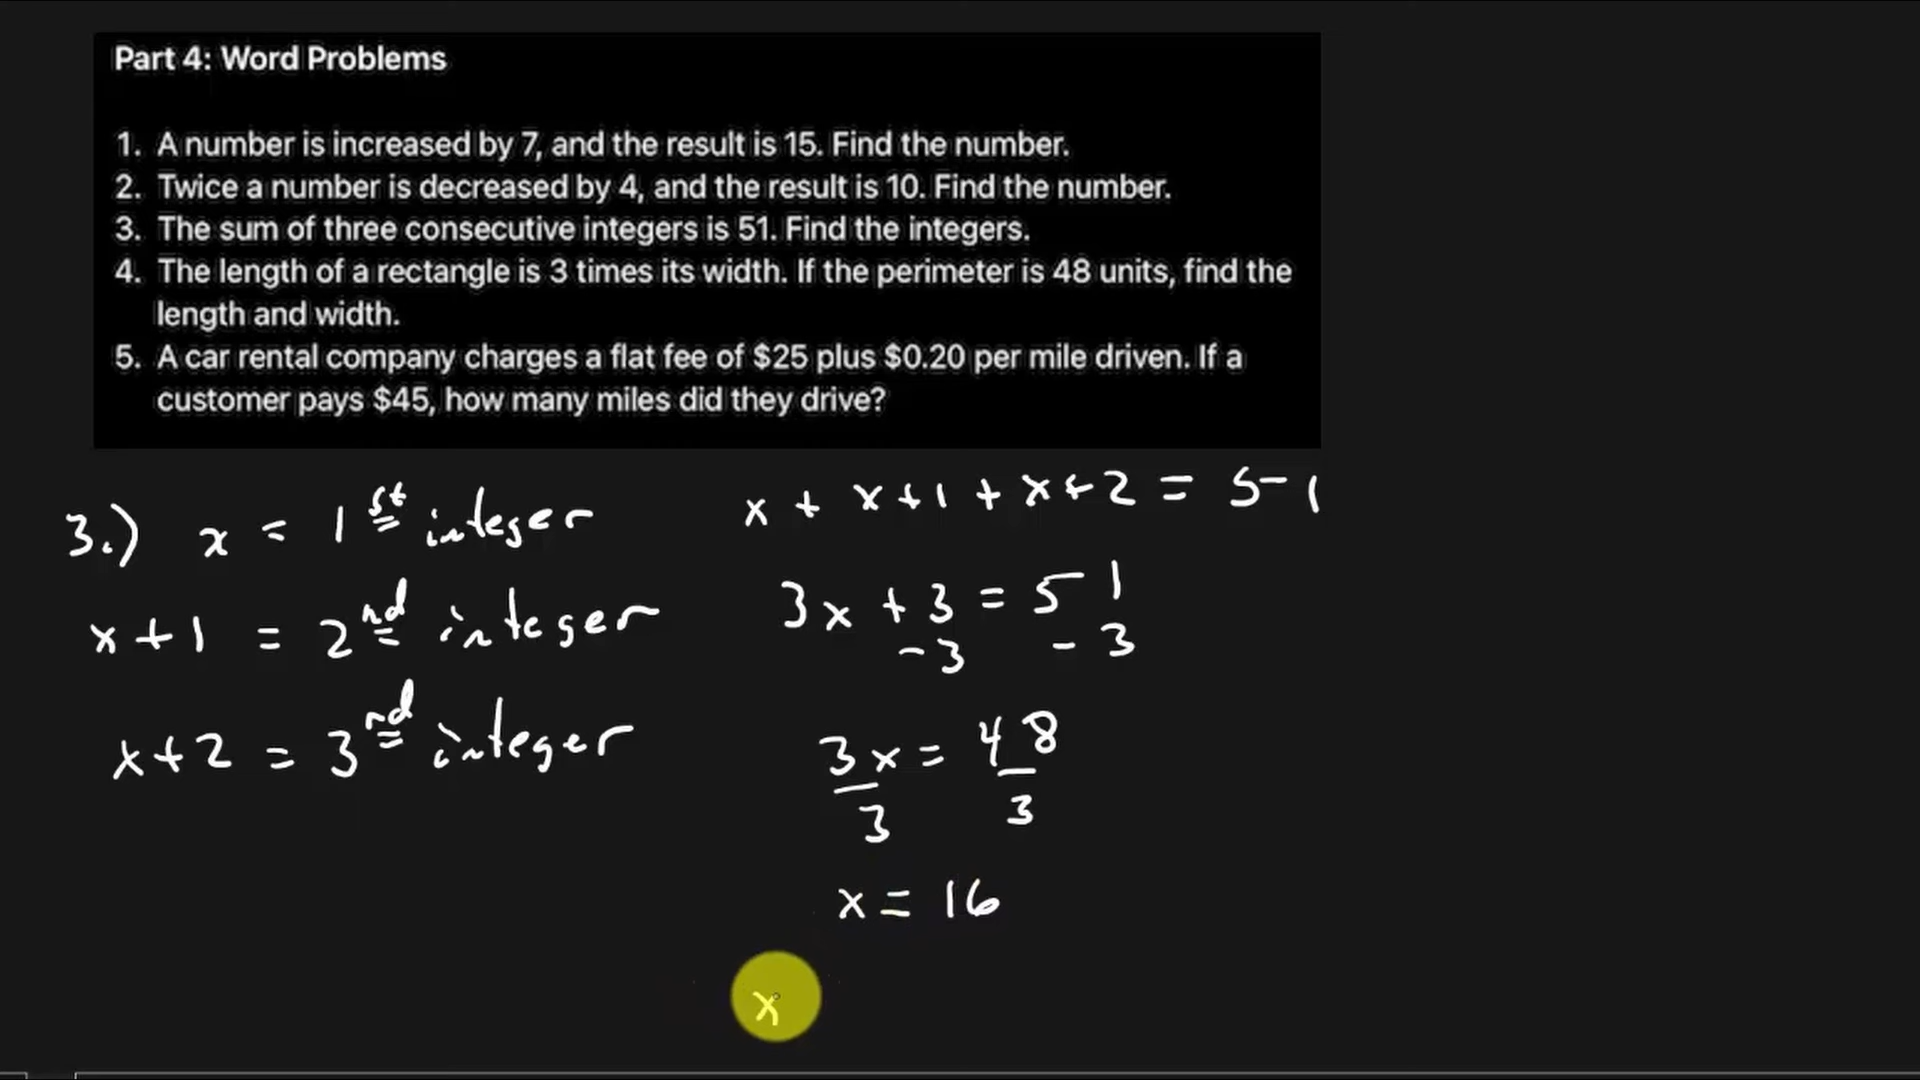 Part 4: Word Problems
1. A number is increased by 7, and the result is 15. Find the number.
2. Twice a number is decreased by 4, and the result is 10. Find the number.
3. The sum of three consecutive integers is 51. Find the integers.
4. The length of a rectangle is 3 times its width. If the perimeter is 48 units, find the
length and width.
5. A car rental company charges a flat fee of $25 plus $0.20 per mile driven. If a
customer pays $45, how many miles did they drive?
3.) x = 1st integer
x+1 = 2nd integer
x+2 = 3rd integer
x + x+1 + x+2 = 51
3x + 3 = 51
-3 -3
3x = 48
3 3
x = 16
x